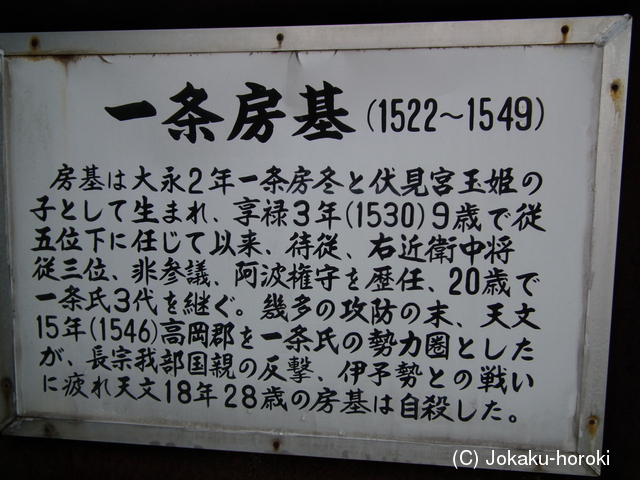 一条房基(1522～1549)
房基は大永2年一条房冬と伏見宮玉姫の
子として生まれ、享禄3年(1530)9歳で従
五位下に任じて以来、待従、右近衛中将
従三位、非参議、阿波権守を歴任、20歳で
一条氏3代を継ぐ。幾多の攻防の末、天文
15年(1546)高岡郡を一条氏の勢力圏とした
が、長宗我部国親の反撃、伊予勢との戦い
に疲れ天文18年28歳の房基は自殺した。
(C) Jokaku-horoki